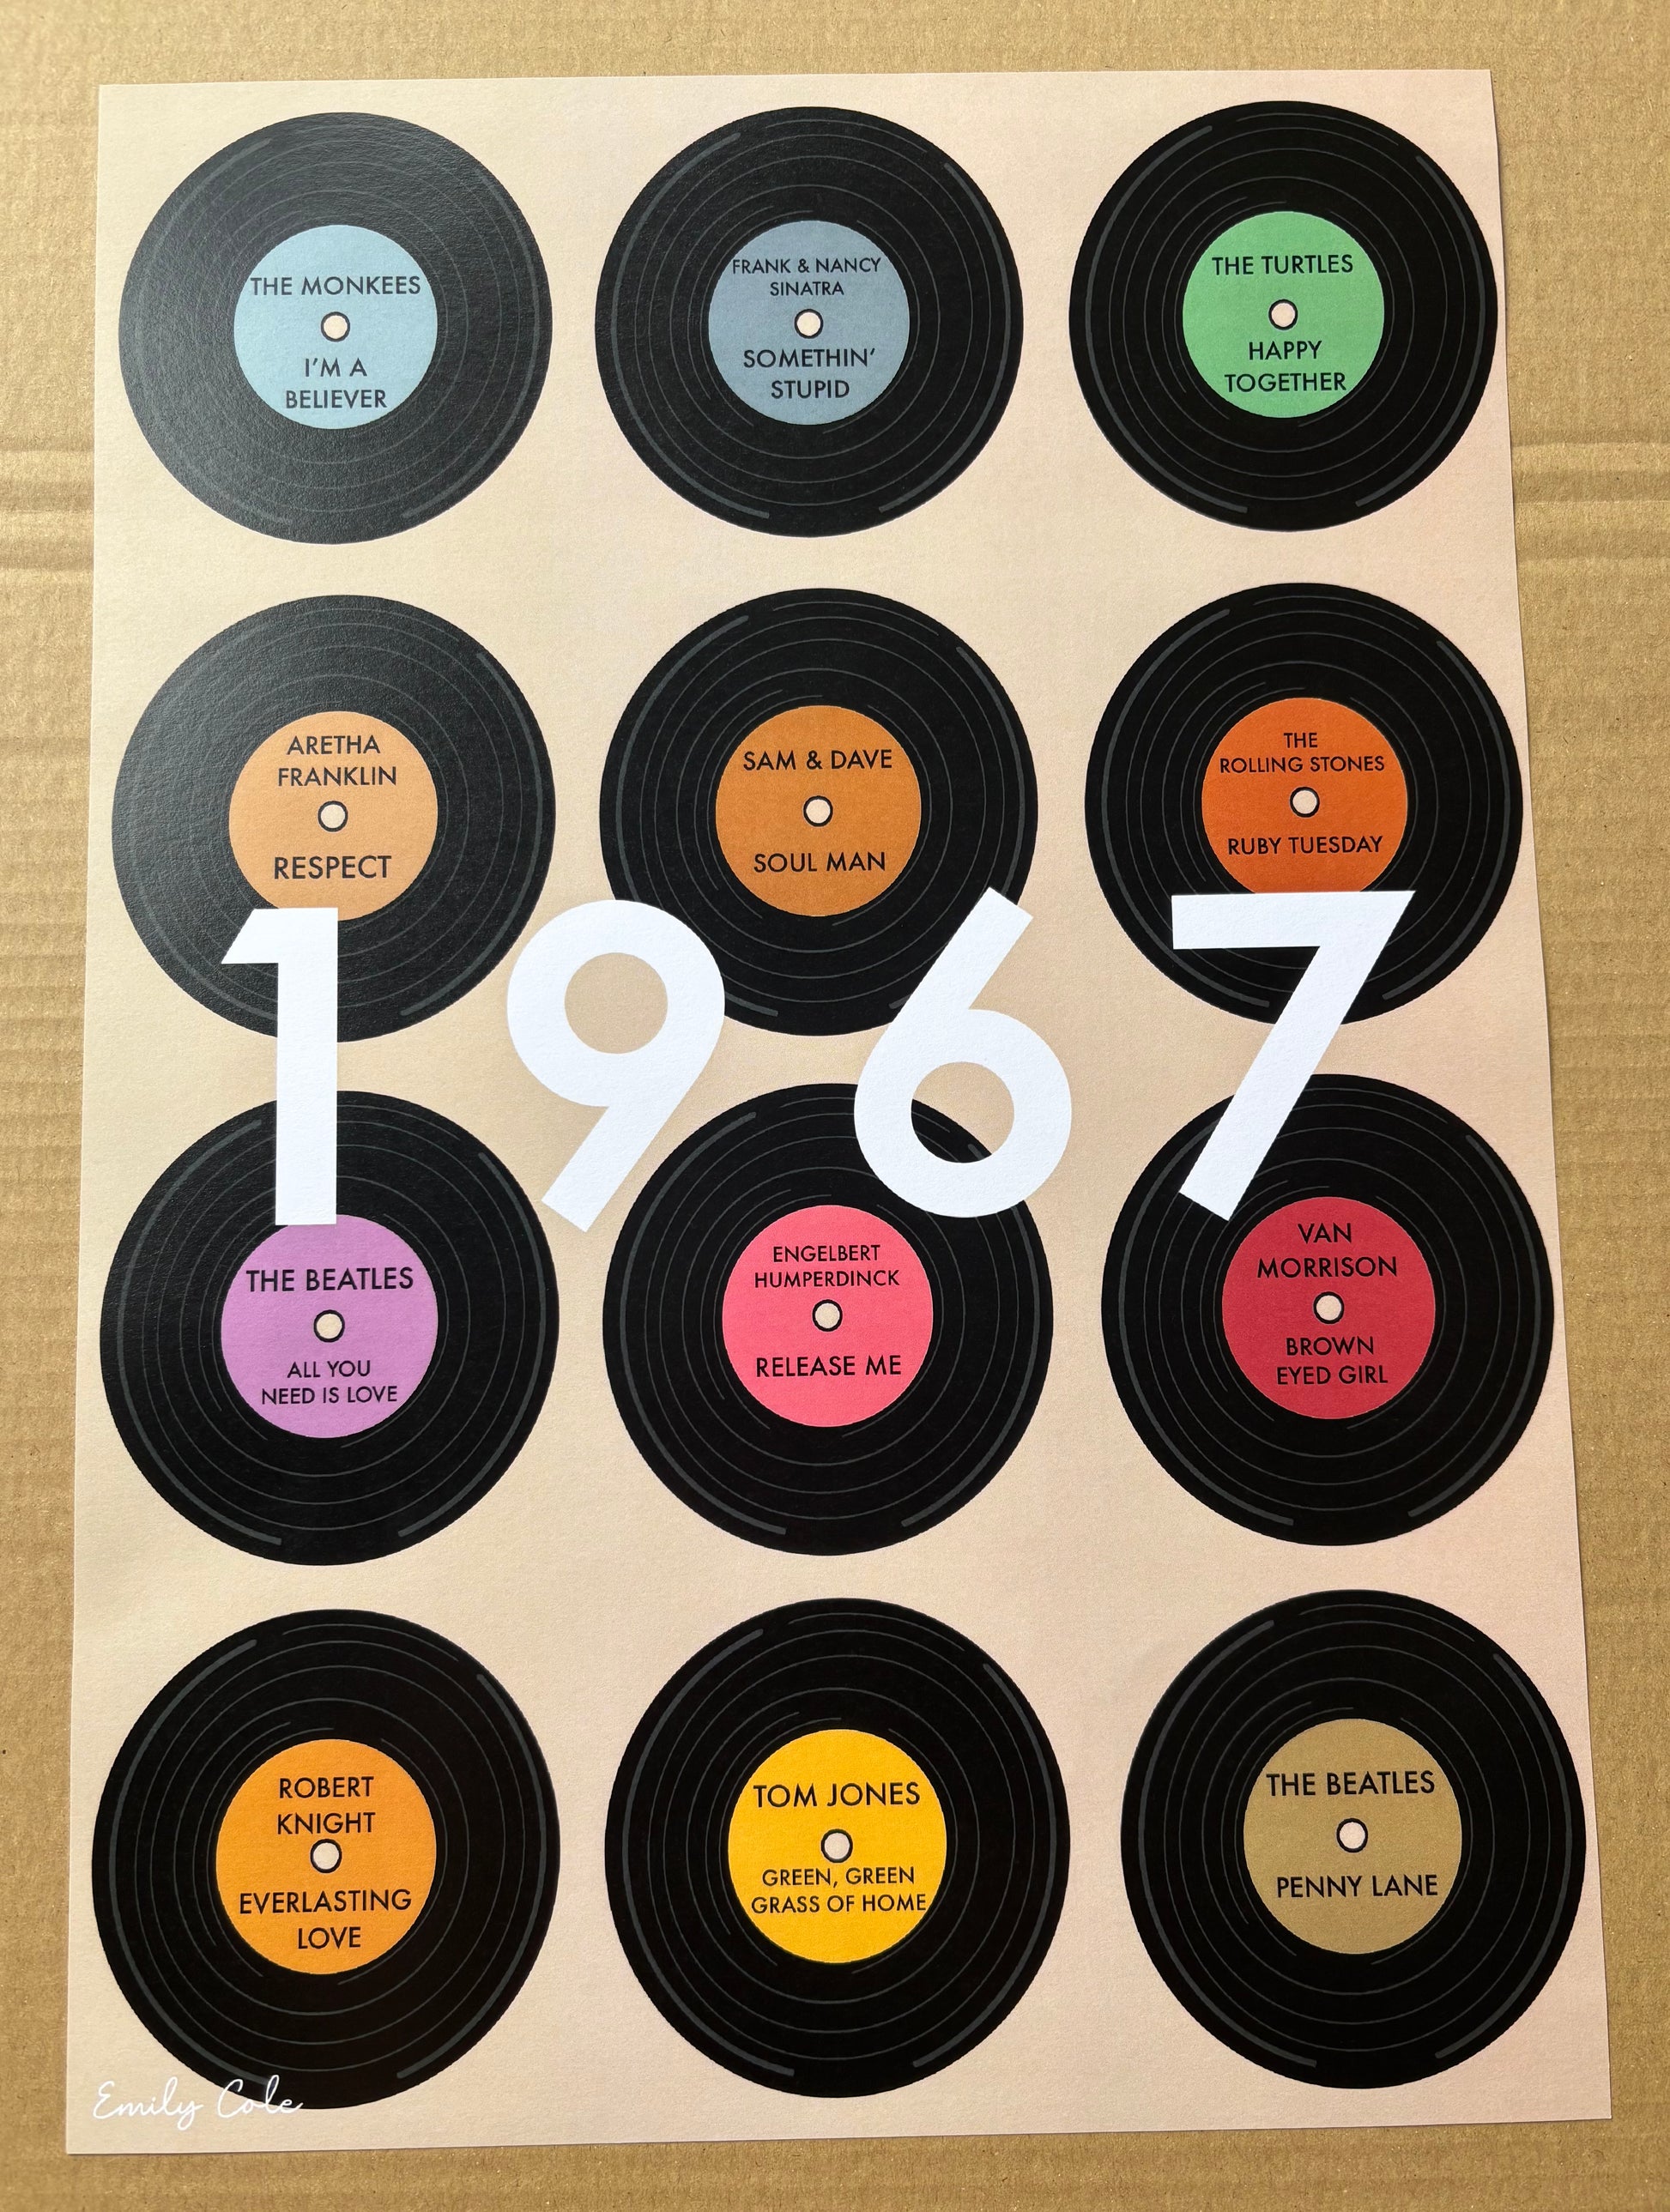 THE MONKEES
I'M A
BELIEVER
FRANK & NANCY
SINATRA
SOMETHIN'
STUPID
THE TURTLES
HAPPY
TOGETHER
ARETHA
FRANKLIN
RESPECT
SAM & DAVE
SOUL MAN
THE
ROLLING STONES
RUBY TUESDAY
1967
THE BEATLES
ALL YOU
NEED IS LOVE
ENGELBERT
HUMPERDINCK
RELEASE ME
VAN
MORRISON
BROWN
EYED GIRL
ROBERT
KNIGHT
EVERLASTING
LOVE
TOM JONES
GREEN, GREEN
GRASS OF HOME
THE BEATLES
PENNY LANE
Emily Cole